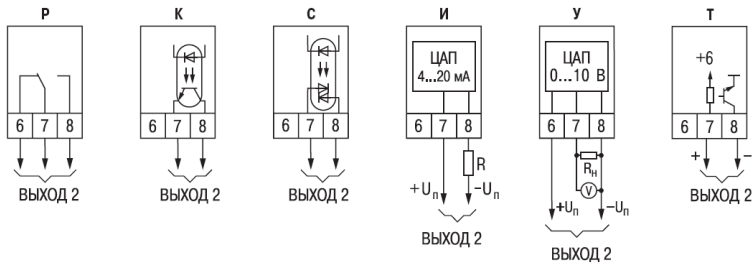 Р К С И У Т
ЦАП
4...20 мА
ЦАП
0...10 В
+6
6 7 8
6 7 8
6 7 8
6 7 8
6 7 8
6 7 8
R
Rн
V
+ –
+Uп –Uп
+Uп –Uп
ВЫХОД 2
ВЫХОД 2
ВЫХОД 2
ВЫХОД 2
ВЫХОД 2
ВЫХОД 2